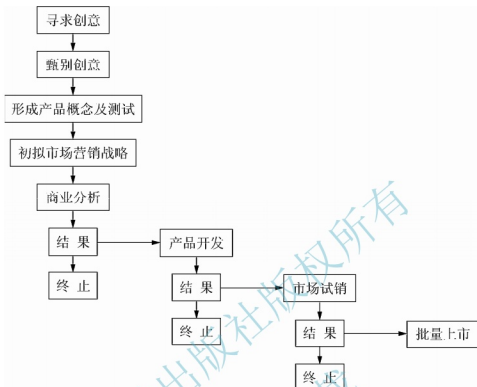 寻求创意
甄别创意
形成产品概念及测试
初拟市场营销战略
商业分析
结 果
产品开发
终 止
结 果
市场试销
终 止
结 果
批量上市
终 止
出版社版权所有